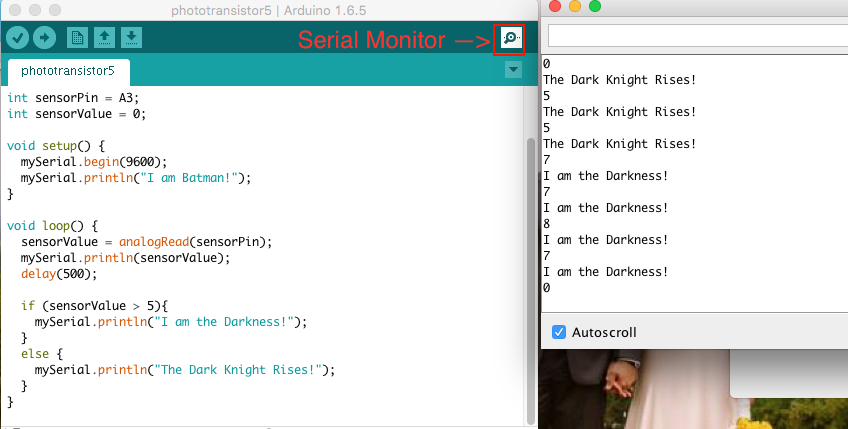 phototransistor5 | Arduino 1.6.5
Serial Monitor —>
phototransistor5
int sensorPin = A3;
int sensorValue = 0;
void setup() {
  mySerial.begin(9600);
  mySerial.println("I am Batman!");
}
void loop() {
  sensorValue = analogRead(sensorPin);
  mySerial.println(sensorValue);
  delay(500);
  if (sensorValue > 5){
    mySerial.println("I am the Darkness!");
  }
  else {
    mySerial.println("The Dark Knight Rises!");
  }
}
0
The Dark Knight Rises!
5
The Dark Knight Rises!
5
The Dark Knight Rises!
7
I am the Darkness!
7
I am the Darkness!
8
I am the Darkness!
7
I am the Darkness!
0
Autoscroll